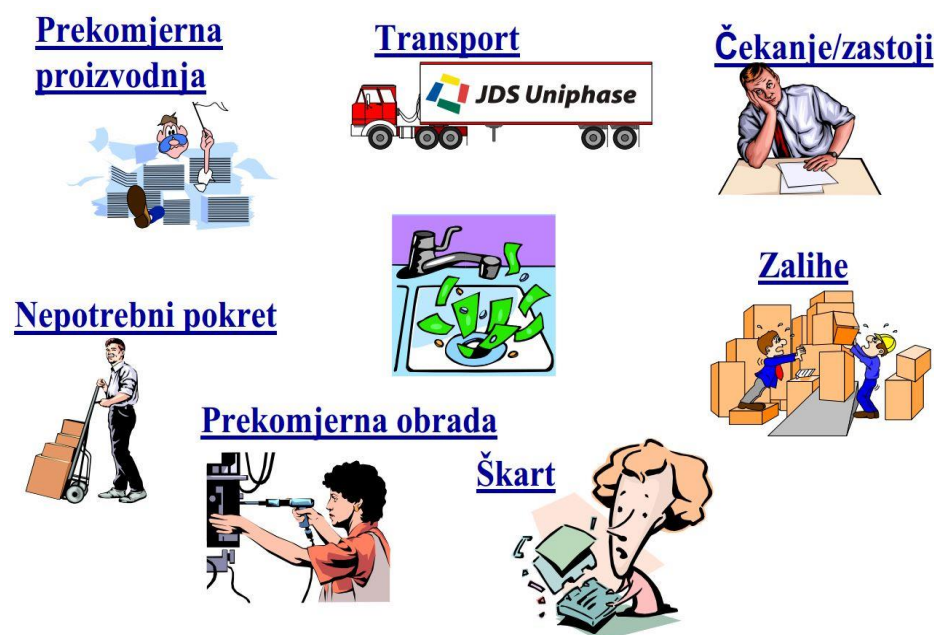 Prekomjerna
proizvodnja
Transport
JDS Uniphase
Čekanje/zastoji
Zalihe
Nepotrebni pokret
Prekomjerna obrada
Škart